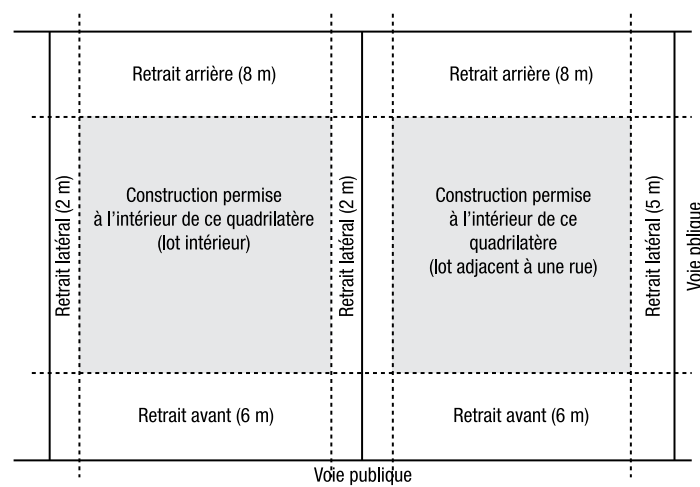 Retrait arrière (8 m)
Retrait arrière (8 m)
Retrait latéral (2 m)
Construction permise
à l'intérieur de ce quadrilatère
(lot intérieur)
Retrait latéral (2 m)
Construction permise
à l'intérieur de ce
quadrilatère
(lot adjacent à une rue)
Retrait latéral (5 m)
Voie pblique
Retrait avant (6 m)
Retrait avant (6 m)
Voie publique